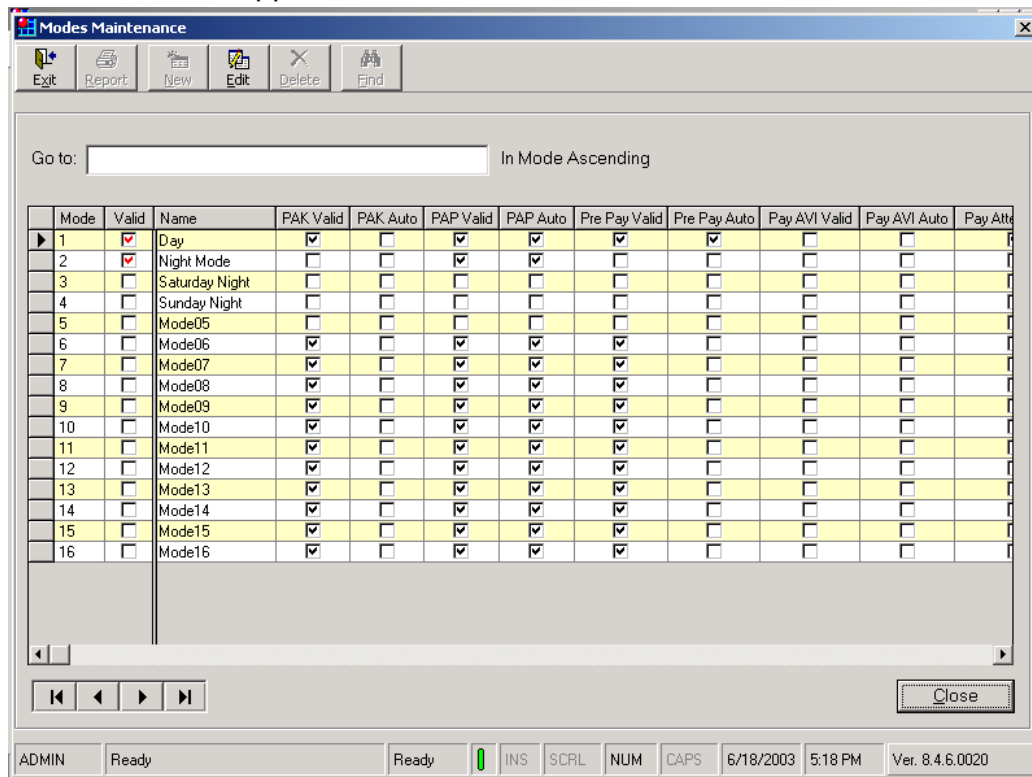 Modes Maintenance
Exit Report New Edit Delete Find
Go to: In Mode Ascending
Mode Valid Name PAK Valid PAK Auto PAP Valid PAP Auto Pre Pay Valid Pre Pay Auto Pay AVI Valid Pay AVI Auto Pay Atte
1 Day
2 Night Mode
3 Saturday Night
4 Sunday Night
5 Mode05
6 Mode06
7 Mode07
8 Mode08
9 Mode09
10 Mode10
11 Mode11
12 Mode12
13 Mode13
14 Mode14
15 Mode15
16 Mode16
Close
ADMIN Ready Ready INS SCRL NUM CAPS 6/18/2003 5:18 PM Ver. 8.4.6.0020